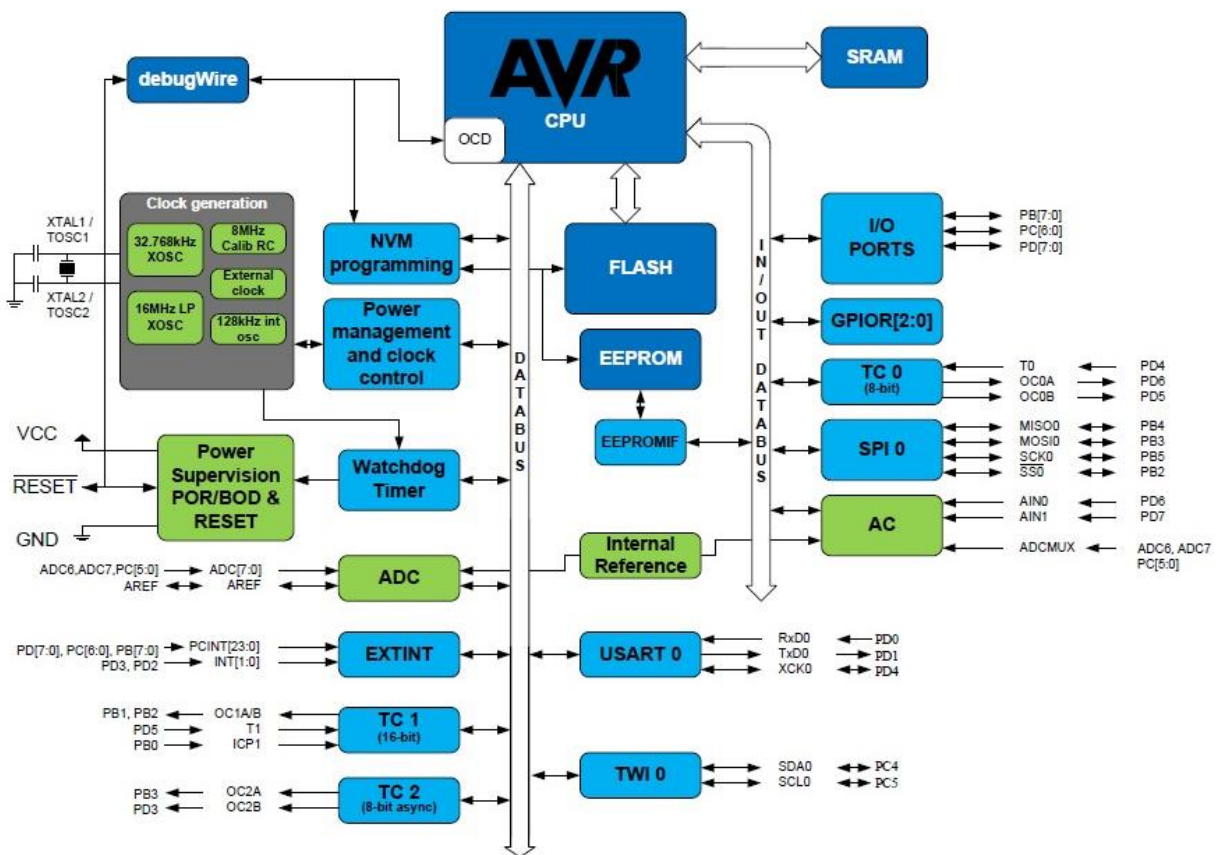 AVR
CPU
OCD
SRAM
debugWire
Clock generation
XTAL1 /
TOSC1
32.768kHz
XOSC
8MHz
Calib RC
External
clock
16MHz LP
XOSC
128kHz int
osc
XTAL2 /
TOSC2
NVM
programming
Power
management
and clock
control
FLASH
EEPROM
EEPROMIF
DATABUS
IN/OUT DATABUS
I/O
PORTS
PB[7:0]
PC[6:0]
PD[7:0]
GPIOR[2:0]
TC 0
(8-bit)
T0 PD4
OC0A PD6
OC0B PD5
SPI 0
MISO0 PB4
MOSI0 PB3
SCK0 PB5
SS0 PB2
AC
AIN0 PD6
AIN1 PD7
ADCMUX ADC6, ADC7
PC[5:0]
VCC
RESET
GND
Power
Supervision
POR/BOD &
RESET
Watchdog
Timer
Internal
Reference
ADC6,ADC7,PC[5:0] ADC[7:0]
AREF AREF
ADC
PD[7:0], PC[6:0], PB[7:0] PCINT[23:0]
PD3, PD2 INT[1:0]
EXTINT
USART 0
RxD0 PD0
TxD0 PD1
XCK0 PD4
PB1, PB2 OC1A/B
PD5 T1
PB0 ICP1
TC 1
(16-bit)
TWI 0
SDA0 PC4
SCL0 PC5
PB3 OC2A
PD3 OC2B
TC 2
(8-bit async)